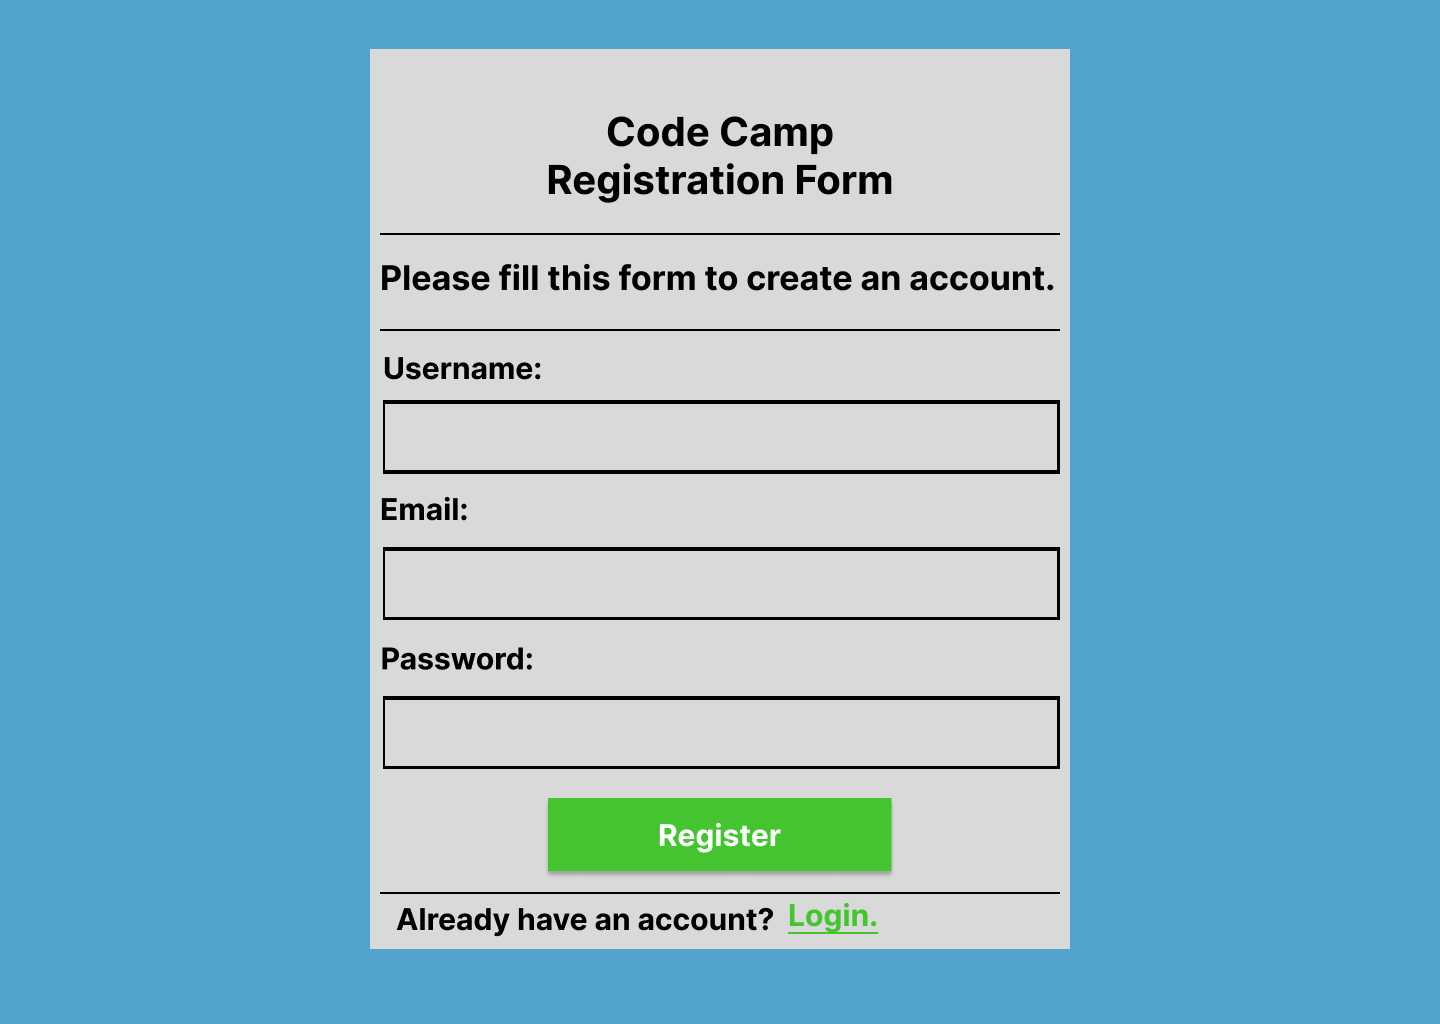 Code Camp
Registration Form
Please fill this form to create an account.
Username:
Email:
Password:
Register
Already have an account? Login.